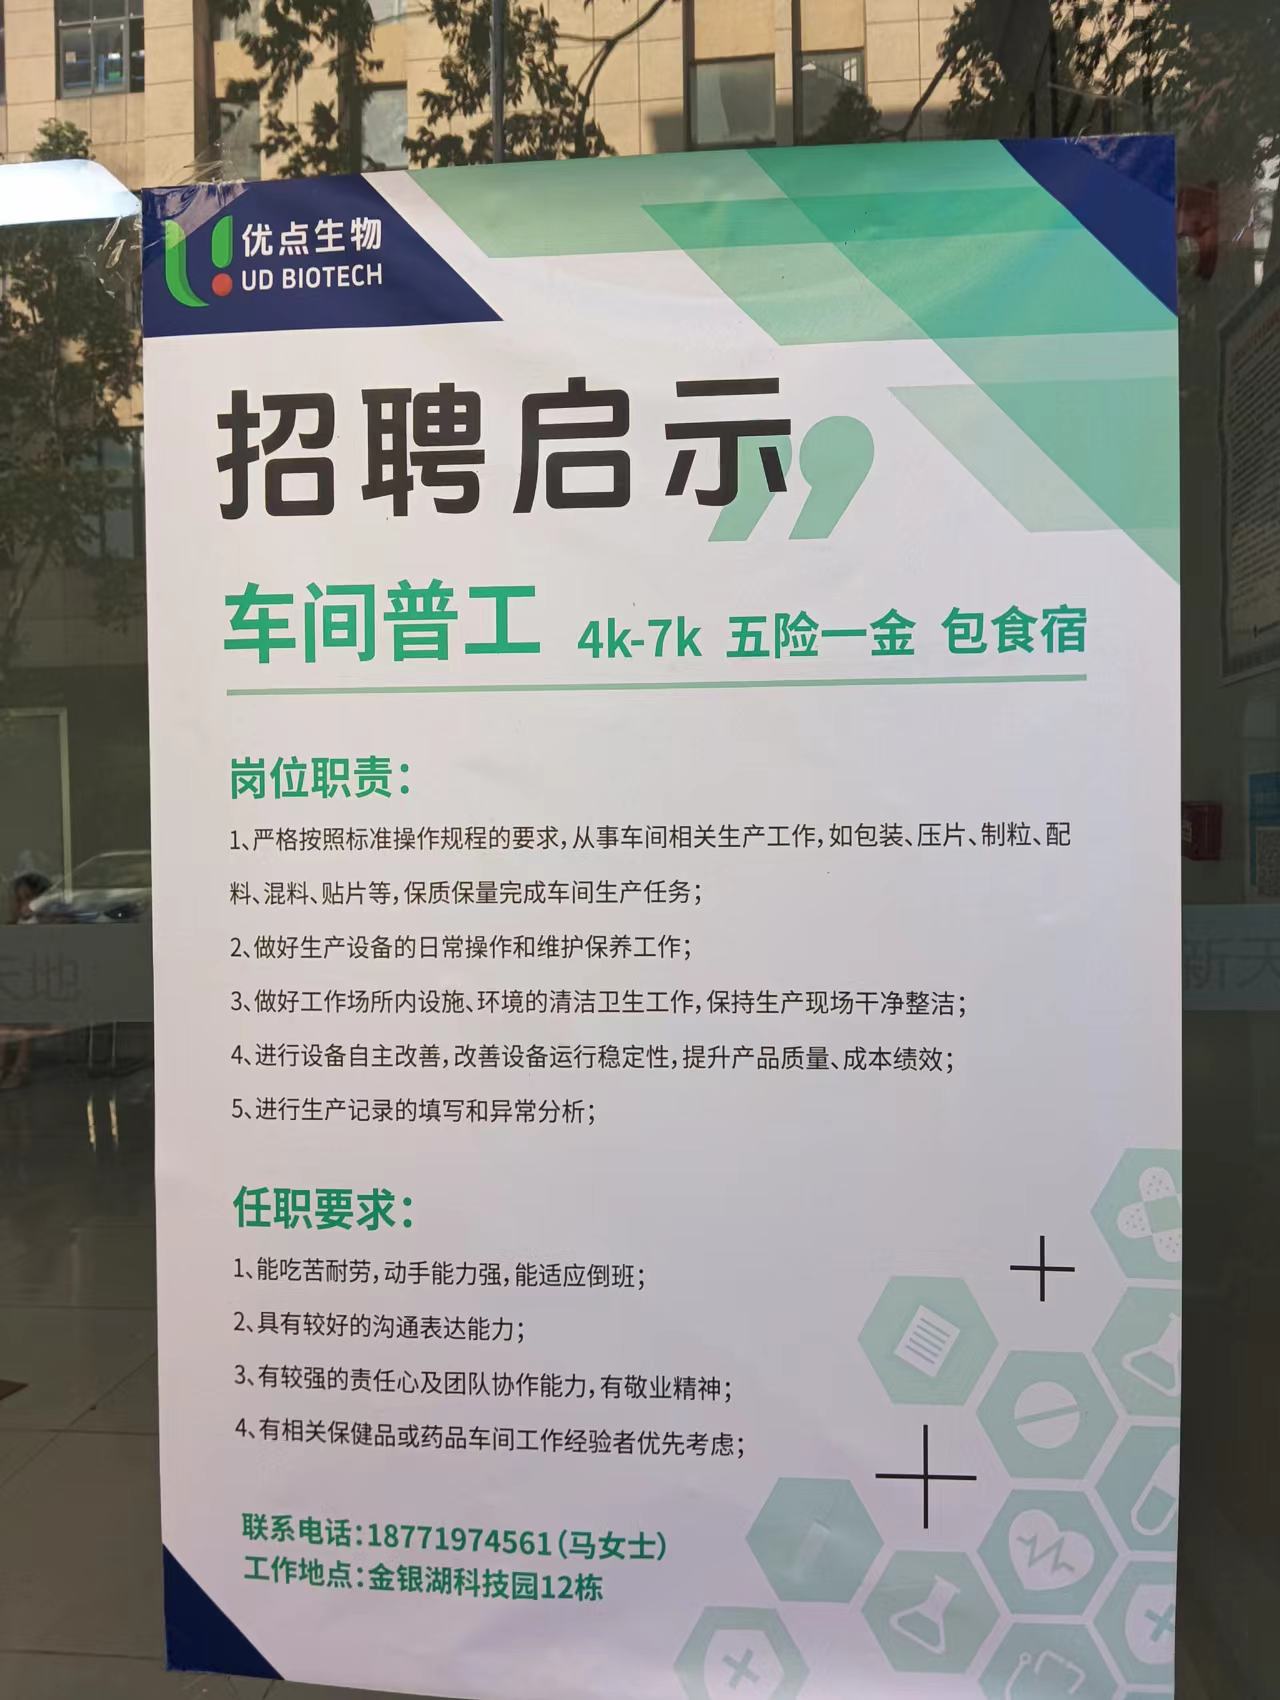 优点生物
UD BIOTECH
招聘启示
车间普工 4k-7k 五险一金 包食宿
岗位职责：
1、严格按照标准操作规程的要求，从事车间相关生产工作，如包装、压片、制粒、配
料、混料、贴片等，保质保量完成车间生产任务；
2、做好生产设备的日常操作和维护保养工作；
3、做好工作场所内设施、环境的清洁卫生工作，保持生产现场干净整洁；
4、进行设备自主改善，改善设备运行稳定性，提升产品质量、成本绩效；
5、进行生产记录的填写和异常分析；
任职要求：
1、能吃苦耐劳，动手能力强，能适应倒班；
2、具有较好的沟通表达能力；
3、有较强的责任心及团队协作能力，有敬业精神；
4、有相关保健品或药品车间工作经验者优先考虑；
联系电话：18771974561（马女士）
工作地点：金银湖科技园12栋
天地
新天